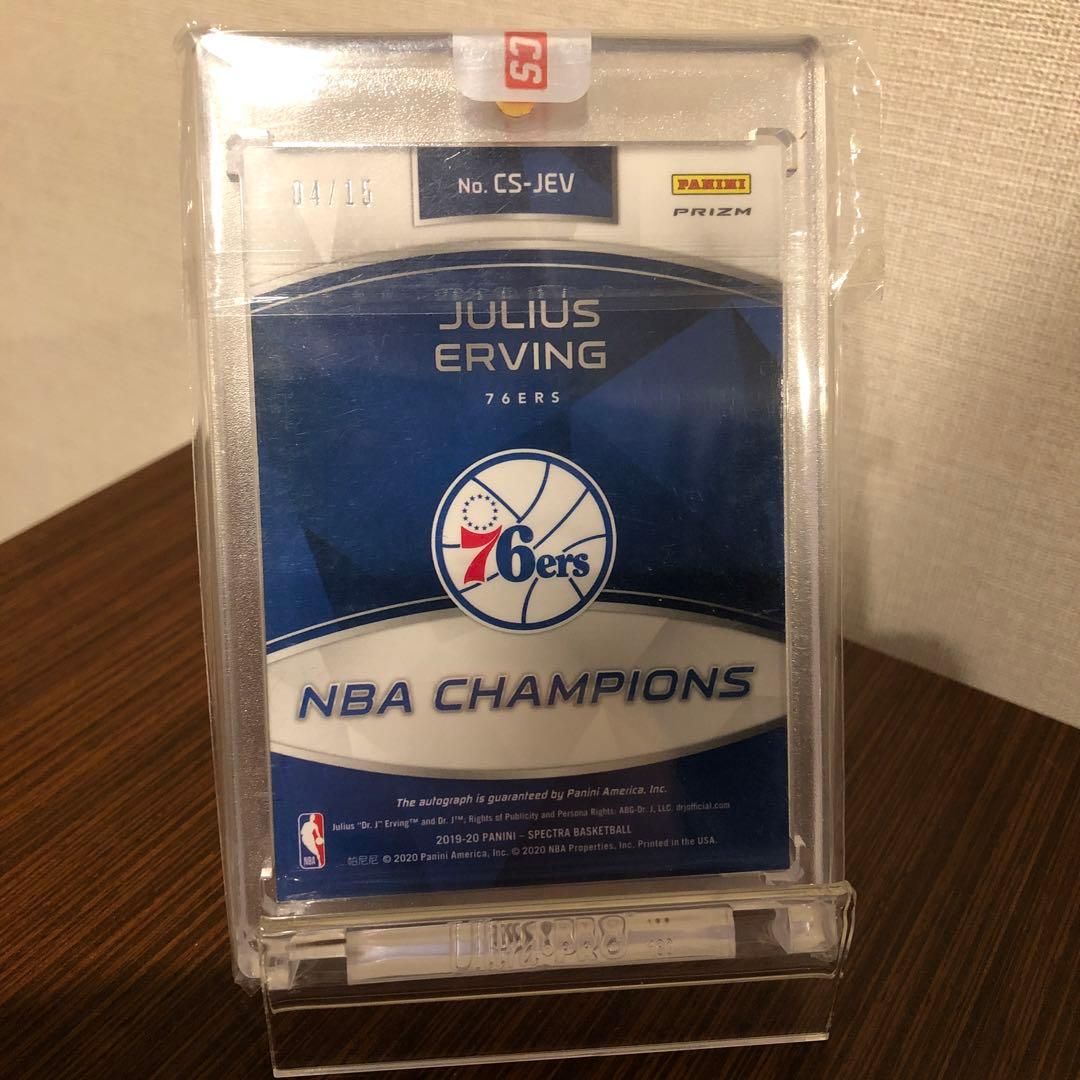 CS
04/15
No. CS-JEV
PANINI
PRIZM
JULIUS
ERVING
76ERS
76ers
NBA CHAMPIONS
The autograph is guaranteed by Panini America, Inc.
Julius "Dr. J" Erving™ and Dr. J™; Rights of Publicity and Persona Rights: ABG-Dr. J, LLC. drjofficial.com
2019-20 PANINI – SPECTRA BASKETBALL
帕尼尼 © 2020 Panini America, Inc. © 2020 NBA Properties, Inc. Printed in the USA.
NBA
PRO